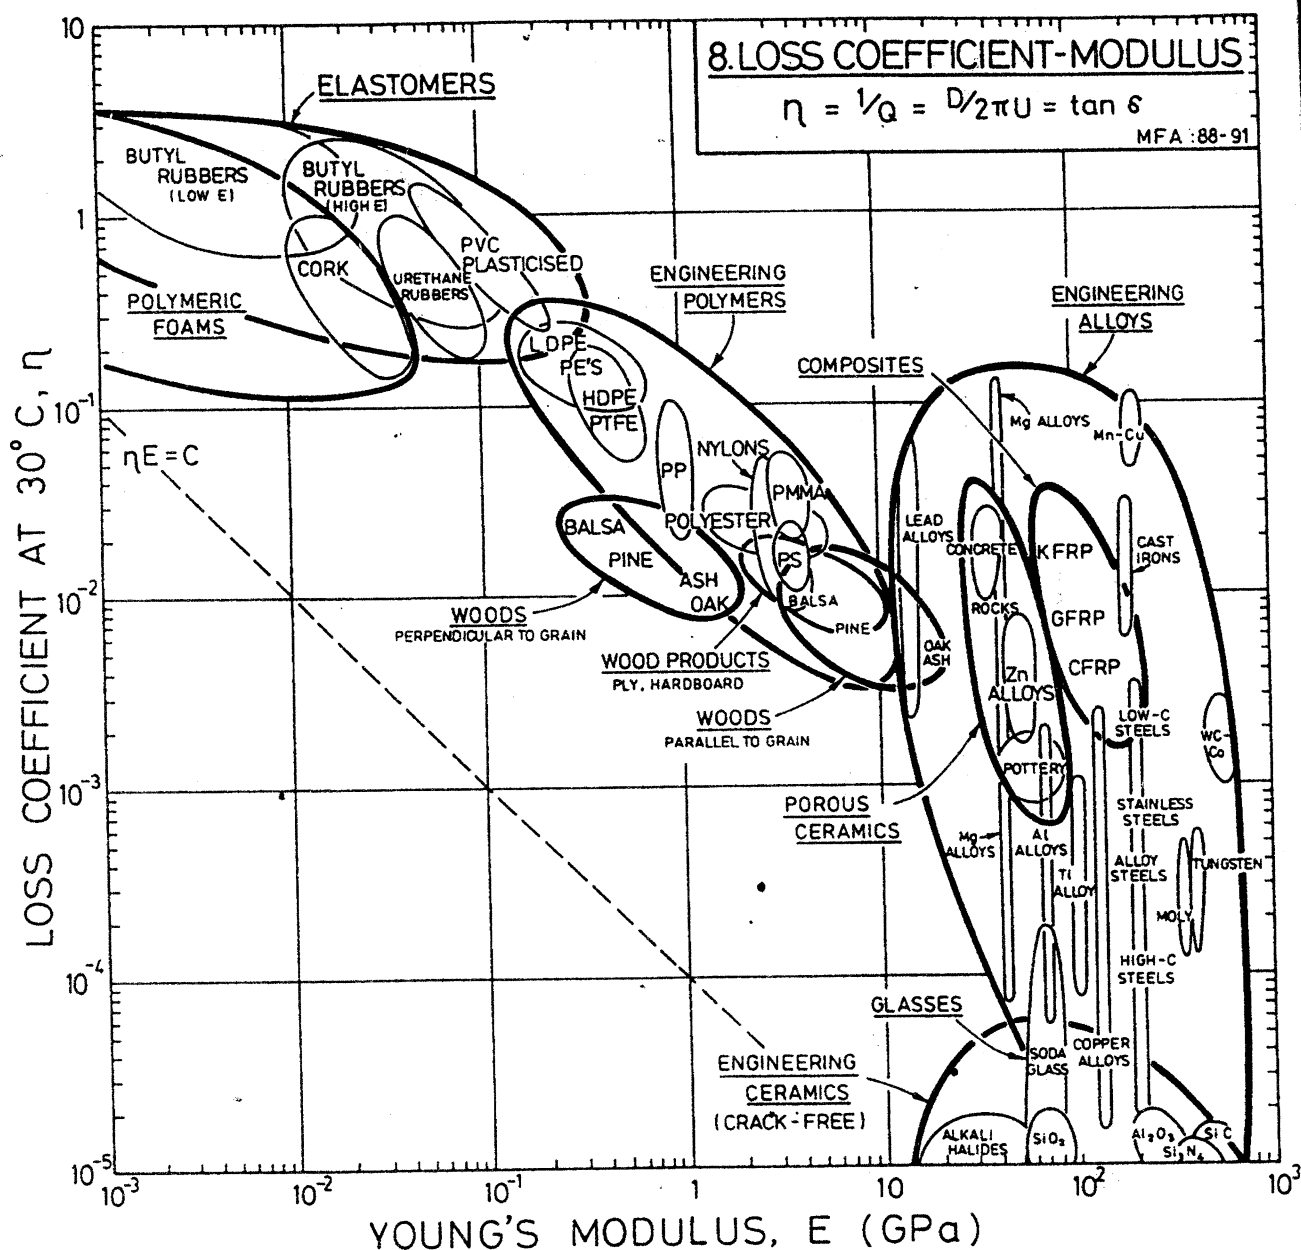 8. LOSS COEFFICIENT-MODULUS
η = 1/Q = D/2πU = tan δ
MFA :88-91
10
1
10⁻¹
10⁻²
10⁻³
10⁻⁴
10⁻⁵
LOSS COEFFICIENT AT 30°C, η
ELASTOMERS
BUTYL
RUBBERS
(LOW E)
BUTYL
RUBBERS
(HIGH E)
CORK
PVC
PLASTICISED
URETHANE
RUBBERS
POLYMERIC
FOAMS
ENGINEERING
POLYMERS
ENGINEERING
ALLOYS
COMPOSITES
LDPE
PE'S
HDPE
PTFE
PP
NYLONS
PMMA
POLYESTER
PS
Mg ALLOYS
Mn-Cu
ηE=C
BALSA
PINE
ASH
OAK
WOODS
PERPENDICULAR TO GRAIN
BALSA
PINE
OAK
ASH
WOOD PRODUCTS
PLY, HARDBOARD
WOODS
PARALLEL TO GRAIN
LEAD
ALLOYS
CONCRETE
ROCKS
KFRP
CAST
IRONS
GFRP
CFRP
Zn
ALLOYS
LOW-C
STEELS
WC-
Co
POTTERY
POROUS
CERAMICS
Mg
ALLOYS
Al
ALLOYS
Ti
ALLOY
STAINLESS
STEELS
ALLOY
STEELS
TUNGSTEN
MOLY
HIGH-C
STEELS
GLASSES
SODA
GLASS
COPPER
ALLOYS
ENGINEERING
CERAMICS
(CRACK-FREE)
ALKALI
HALIDES
SiO₂
Al₂O₃
SiC
Si₃N₄
10⁻³
10⁻²
10⁻¹
1
10
10²
10³
YOUNG'S MODULUS, E (GPa)